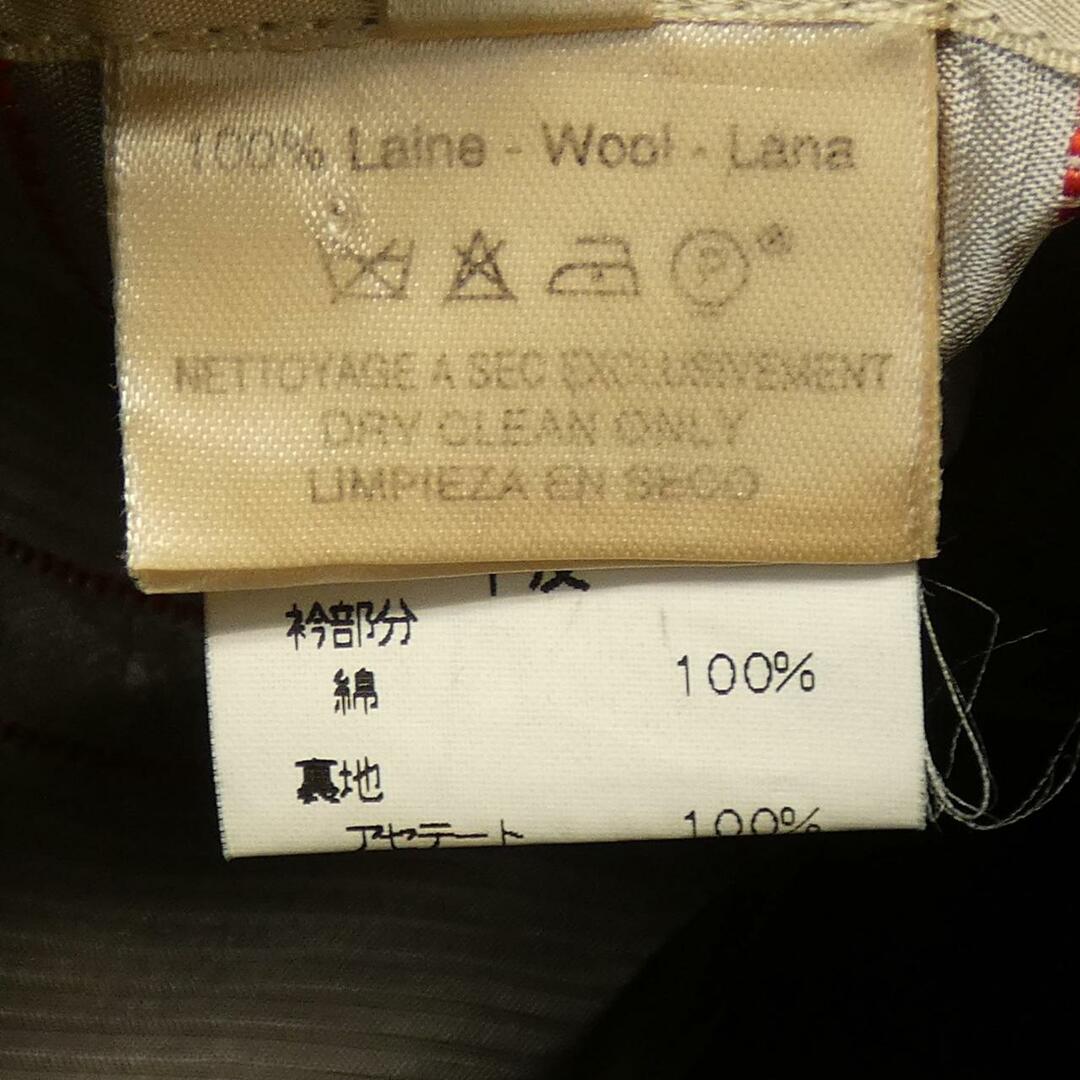 100% Laine - Wool - Lana
P
NETTOYAGE A SEC EXCLUSIVEMENT
DRY CLEAN ONLY
LIMPIEZA EN SECO
衿部分
綿 100%
裏地
アセテート 100%